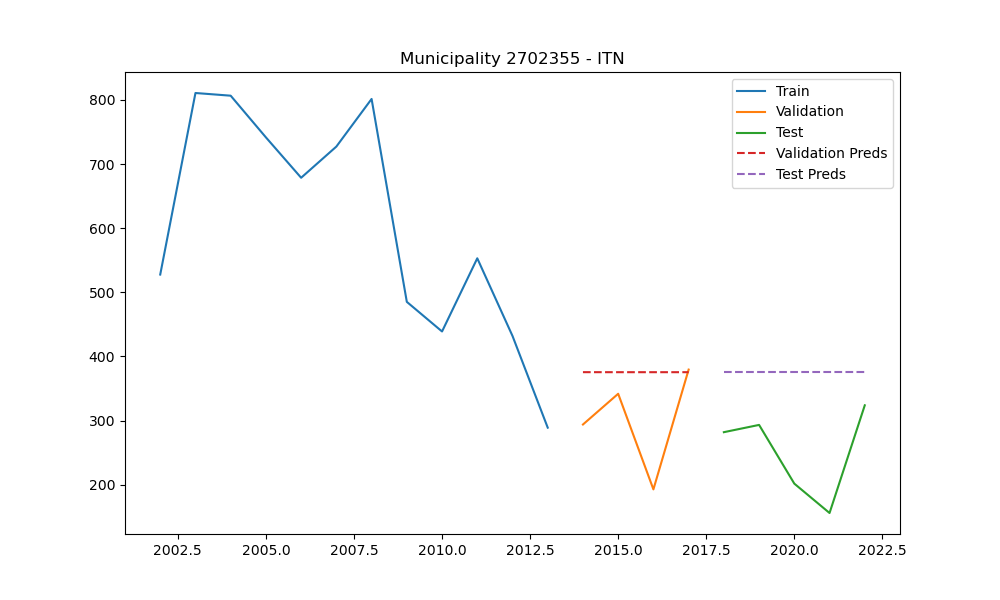 Municipality 2702355 - ITN
Train
Validation
Test
Validation Preds
Test Preds
800
700
600
500
400
300
200
2002.5 2005.0 2007.5 2010.0 2012.5 2015.0 2017.5 2020.0 2022.5